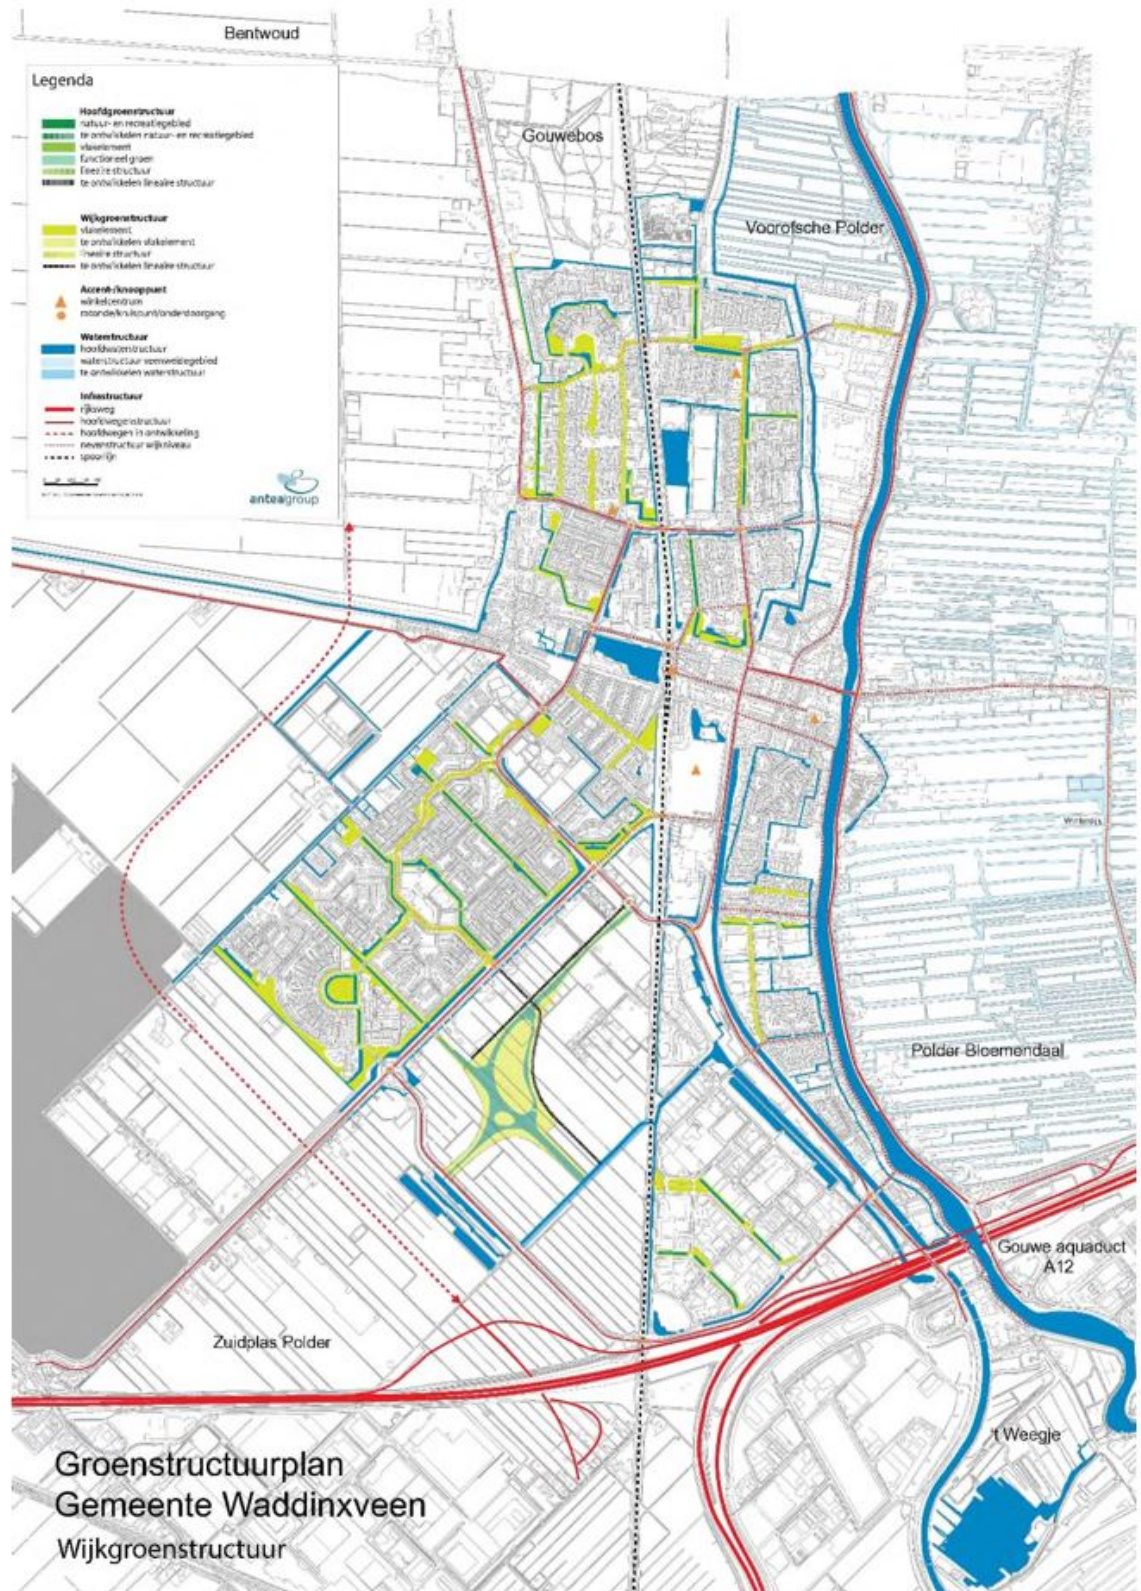 Bentwoud
Legenda
Hoofdgroenstructuur
natuur- en recreatiegebied
te ontwikkelen natuur- en recreatiegebied
vlakelement
functioneel groen
lineaire structuur
te ontwikkelen lineaire structuur
Wijkgroenstructuur
vlakelement
te ontwikkelen vlakelement
lineaire structuur
te ontwikkelen lineaire structuur
Accent-/knooppunt
winkelcentrum
rotonde/kruispunt/onderdoorgang
Waterstructuur
hoofdwaterstructuur
waterstructuur veenweidegebied
te ontwikkelen waterstructuur
Infrastructuur
rijksweg
hoofdwegenstructuur
hoofdwegen in ontwikkeling
nevenstructuur wijkniveau
spoorlijn
anteagroup
Gouwebos
Voorofsche Polder
Polder Bloemendaal
Gouwe aquaduct
A12
Zuidplas Polder
't Weegje
Groenstructuurplan
Gemeente Waddinxveen
Wijkgroenstructuur